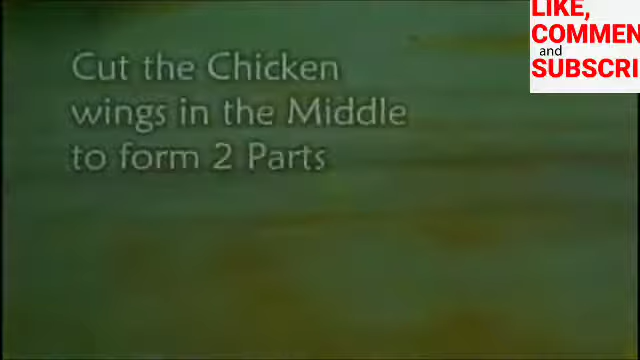 Cut the Chicken
wings in the Middle
to form 2 Parts
LIKE,
COMMEN
and
SUBSCRI